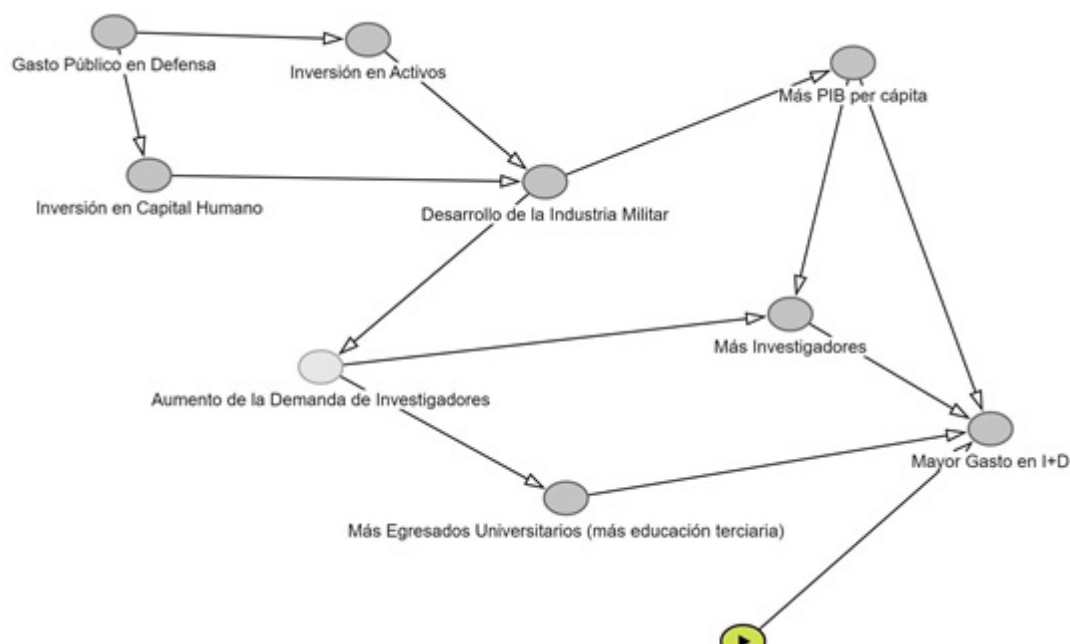 Gasto Público en Defensa
Inversión en Activos
Más PIB per cápita
Inversión en Capital Humano
Desarrollo de la Industria Militar
Más Investigadores
Aumento de la Demanda de Investigadores
Mayor Gasto en I+D
Más Egresados Universitarios (más educación terciaria)